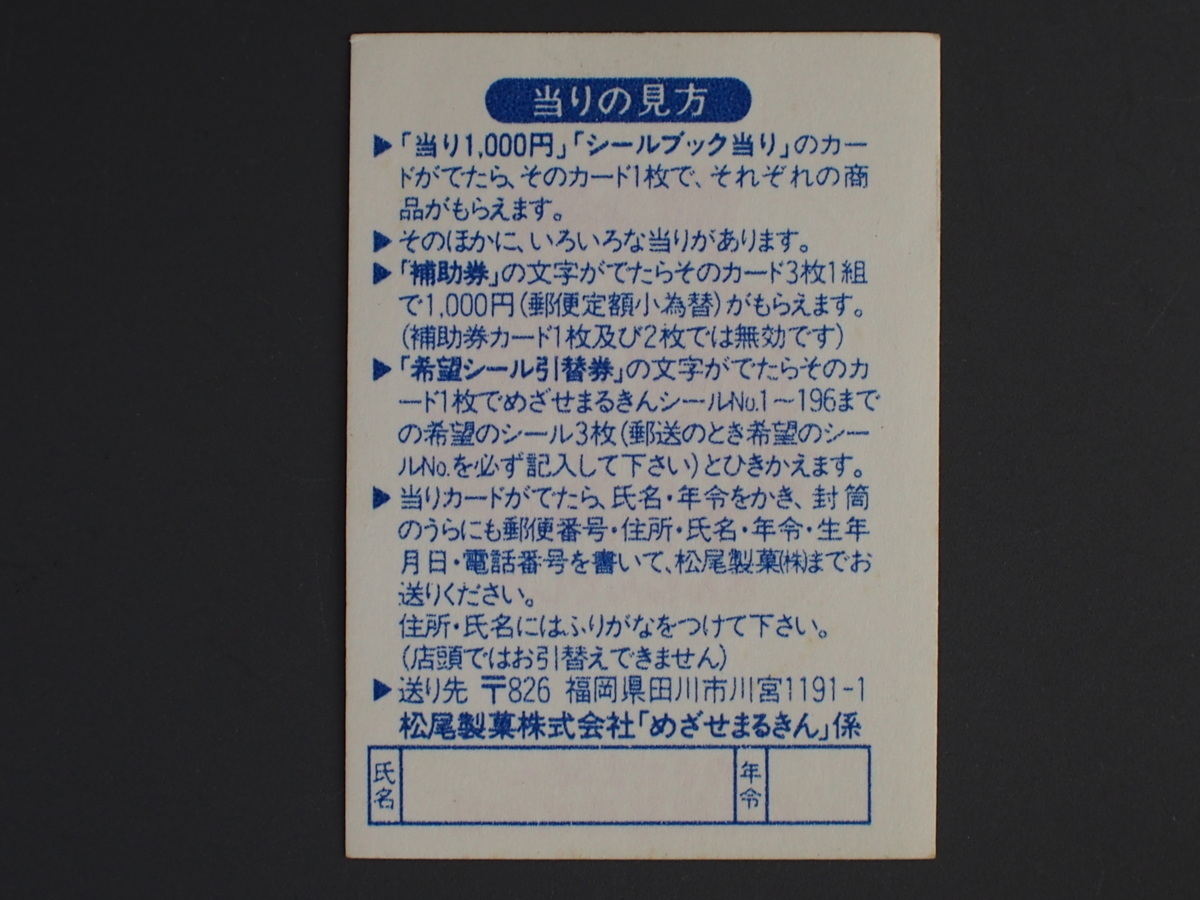 当りの見方
▶「当り1,000円」「シールブック当り」のカー
ドがでたら、そのカード1枚で、それぞれの商
品がもらえます。
▶そのほかに、いろいろな当りがあります。
▶「補助券」の文字がでたらそのカード3枚1組
で1,000円(郵便定額小為替)がもらえます。
(補助券カード1枚及び2枚では無効です)
▶「希望シール引替券」の文字がでたらそのカ
ード1枚でめざせまるきんシールNo.1〜196まで
の希望のシール3枚(郵送のとき希望のシー
ルNo.を必ず記入して下さい)とひきかえます。
▶当りカードがでたら、氏名・年令をかき、封筒
のうらにも郵便番号・住所・氏名・年令・生年
月日・電話番号を書いて、松尾製菓㈱までお
送りください。
住所・氏名にはふりがなをつけて下さい。
(店頭ではお引替えできません)
▶送り先 〒826 福岡県田川市川宮1191-1
松尾製菓株式会社「めざせまるきん」係
氏名 年令